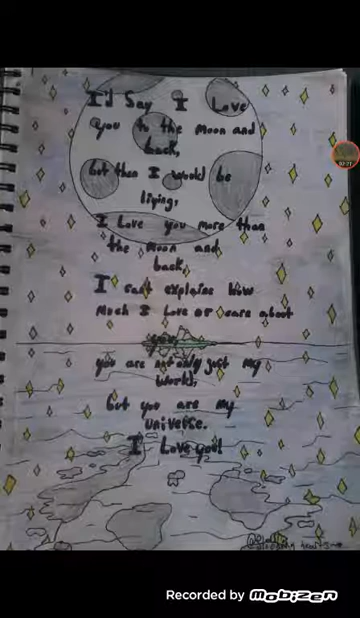 I'd Say I Love
you to the Moon and
back,
but then I would be
lying,
I Love you more than
the moon and
back,
I can't explaine how
much I love or care about
you
you are not only just my
world,
but you are my
universe.
I Love you!
Recorded by mobizen